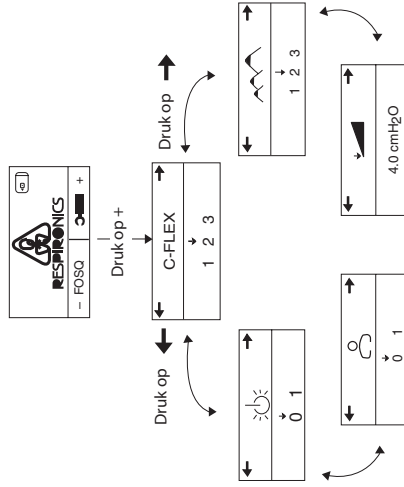 RESPIRONICS
– FOSQ +
Druk op +
Druk op
C-FLEX
1 2 3
Druk op
0 1
1 2 3
0 1
4.0 cmH2O